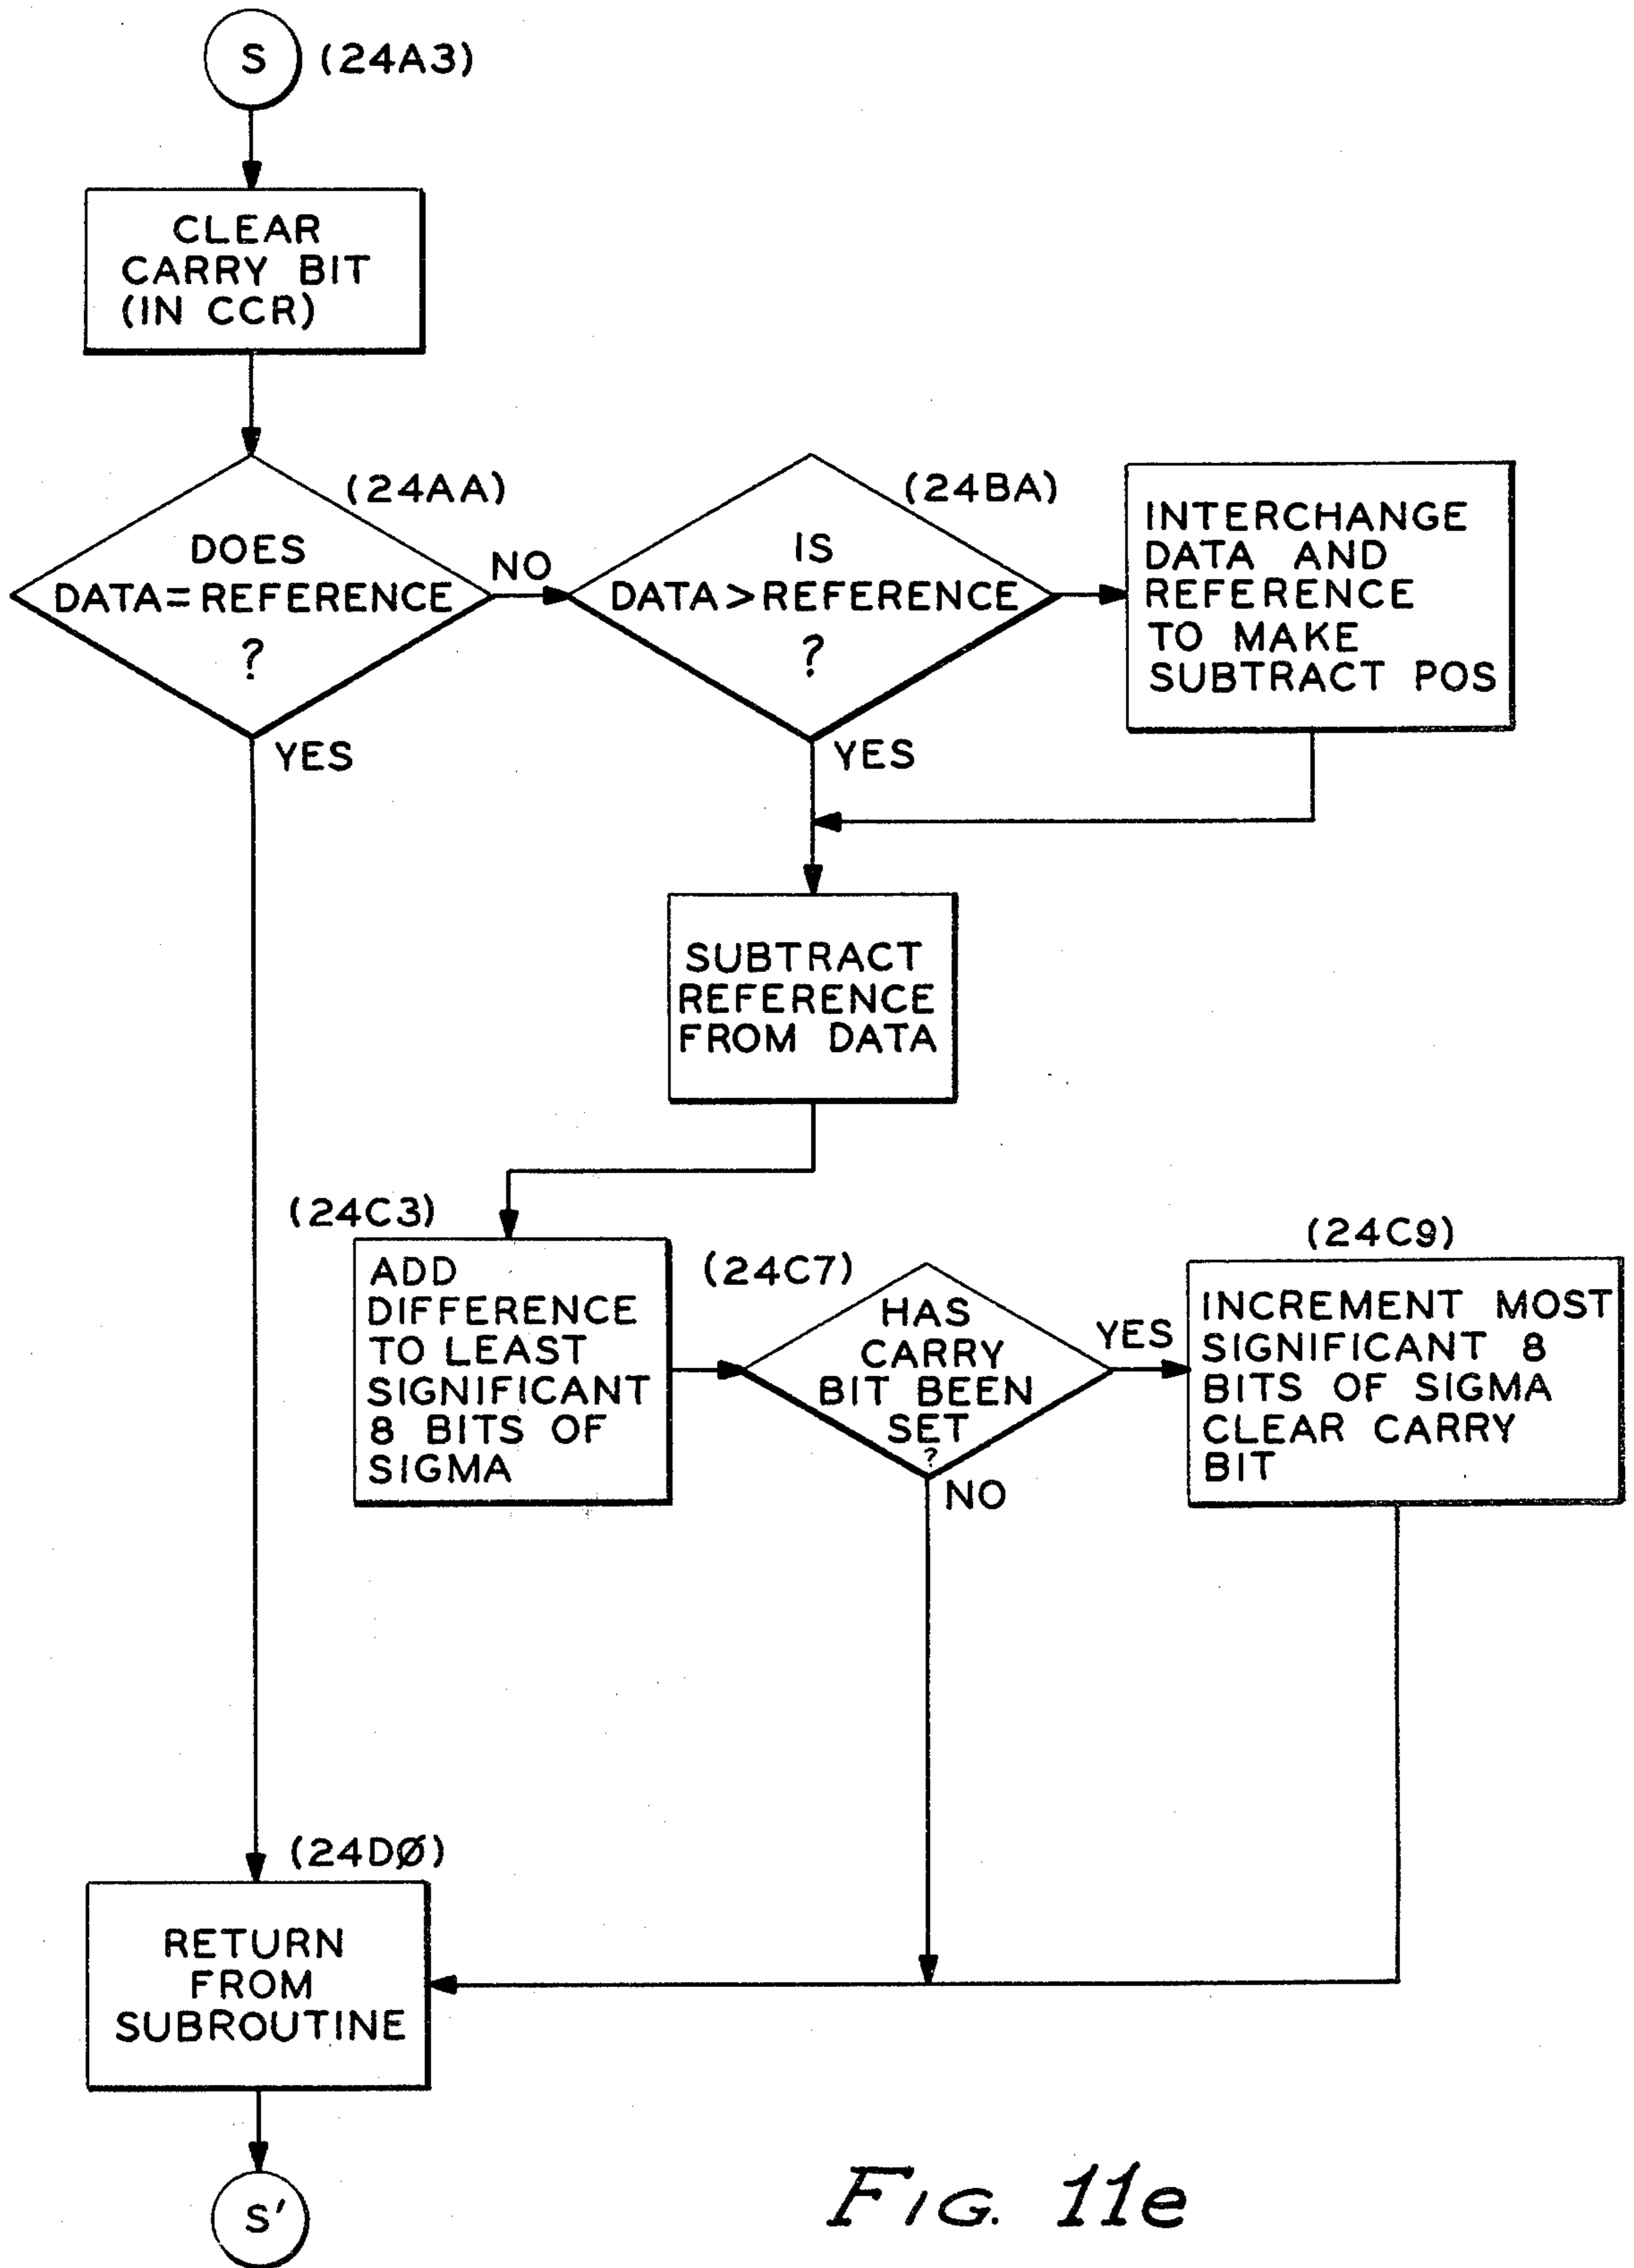 S (24A3)
CLEAR
CARRY BIT
(IN CCR)
(24AA)
DOES
DATA=REFERENCE
?
NO
YES
(24BA)
IS
DATA>REFERENCE
?
YES
INTERCHANGE
DATA AND
REFERENCE
TO MAKE
SUBTRACT POS
SUBTRACT
REFERENCE
FROM DATA
(24C3)
ADD
DIFFERENCE
TO LEAST
SIGNIFICANT
8 BITS OF
SIGMA
(24C7)
HAS
CARRY
BIT BEEN
SET
?
YES
NO
(24C9)
INCREMENT MOST
SIGNIFICANT 8
BITS OF SIGMA
CLEAR CARRY
BIT
(24DØ)
RETURN
FROM
SUBROUTINE
S'
FIG. 11e